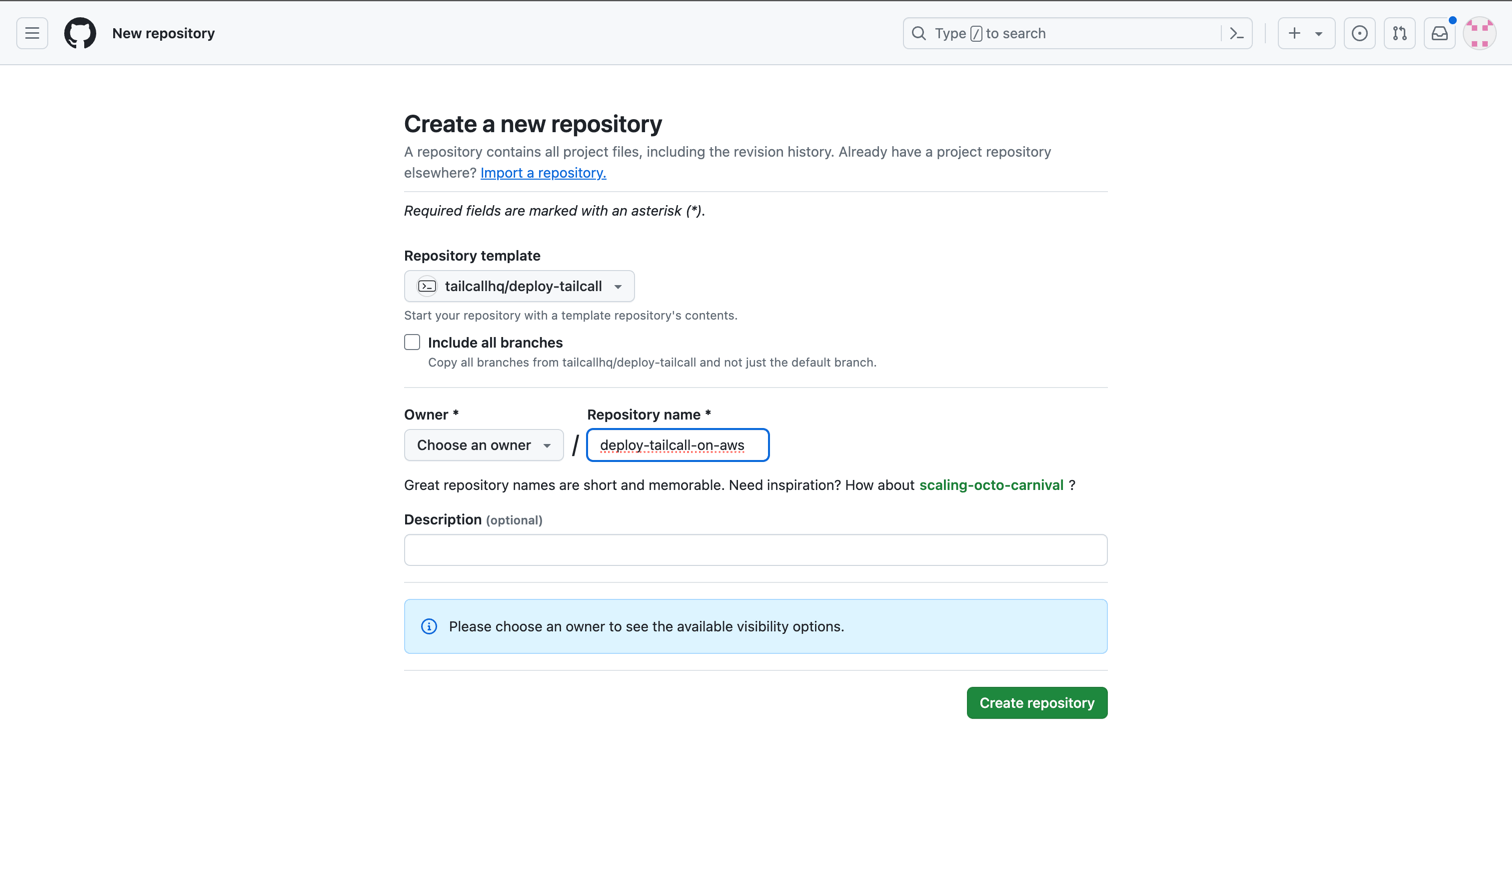 New repository
Type / to search
Create a new repository
A repository contains all project files, including the revision history. Already have a project repository
elsewhere? Import a repository.
Required fields are marked with an asterisk (*).
Repository template
tailcallhq/deploy-tailcall
Start your repository with a template repository's contents.
Include all branches
Copy all branches from tailcallhq/deploy-tailcall and not just the default branch.
Owner * Repository name *
Choose an owner / deploy-tailcall-on-aws
Great repository names are short and memorable. Need inspiration? How about scaling-octo-carnival ?
Description (optional)
Please choose an owner to see the available visibility options.
Create repository